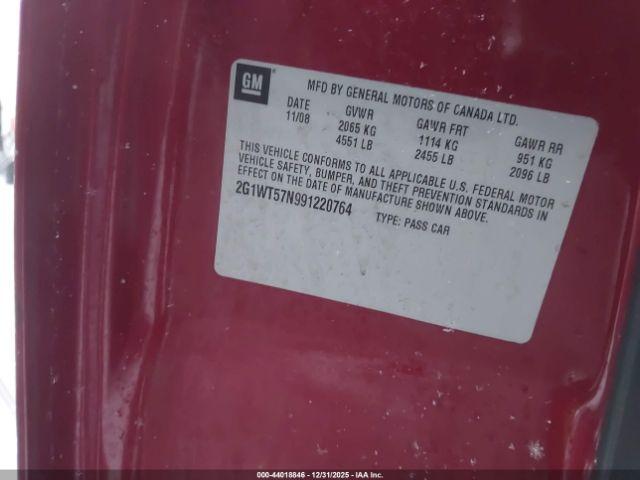 GM
MFD BY GENERAL MOTORS OF CANADA LTD.
DATE GVWR GAWR FRT GAWR RR
11/08 2065 KG 1114 KG 951 KG
4551 LB 2455 LB 2096 LB
THIS VEHICLE CONFORMS TO ALL APPLICABLE U.S. FEDERAL MOTOR
VEHICLE SAFETY, BUMPER, AND THEFT PREVENTION STANDARDS IN
EFFECT ON THE DATE OF MANUFACTURE SHOWN ABOVE.
2G1WT57N991220764 TYPE: PASS CAR
000-44018846 - 12/31/2025 - IAA Inc.